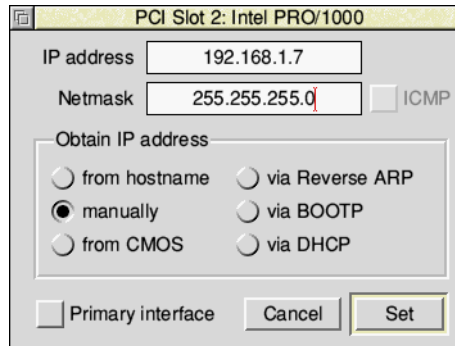 PCI Slot 2: Intel PRO/1000
IP address 192.168.1.7
Netmask 255.255.255.0 ICMP
Obtain IP address
from hostname via Reverse ARP
manually via BOOTP
from CMOS via DHCP
Primary interface Cancel Set